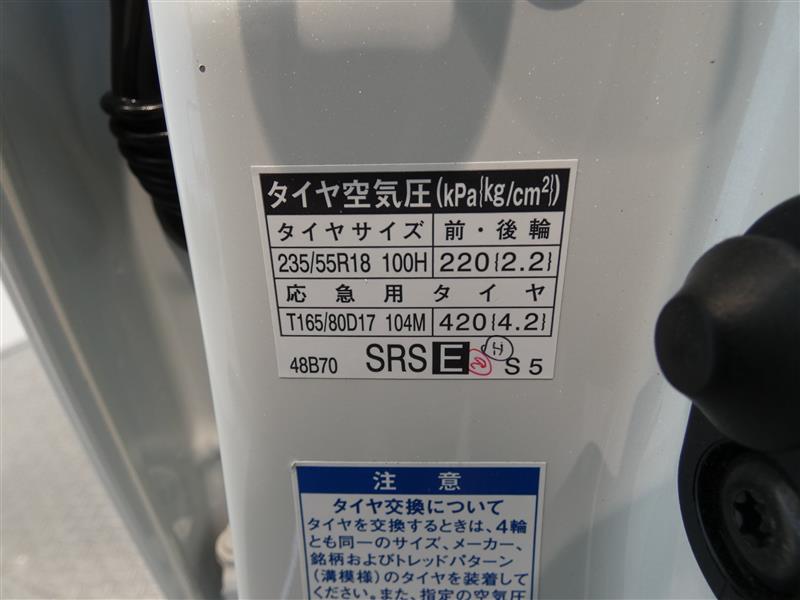 タイヤ空気圧(kPa{kg/cm²})
タイヤサイズ 前・後輪
235/55R18 100H 220{2.2}
応急用タイヤ
T165/80D17 104M 420{4.2}
48B70 SRS E S5
注意
タイヤ交換について
タイヤを交換するときは、4輪
とも同一のサイズ、メーカー、
銘柄およびトレッドパターン
(溝模様)のタイヤを装着して
ください。また、指定の空気圧